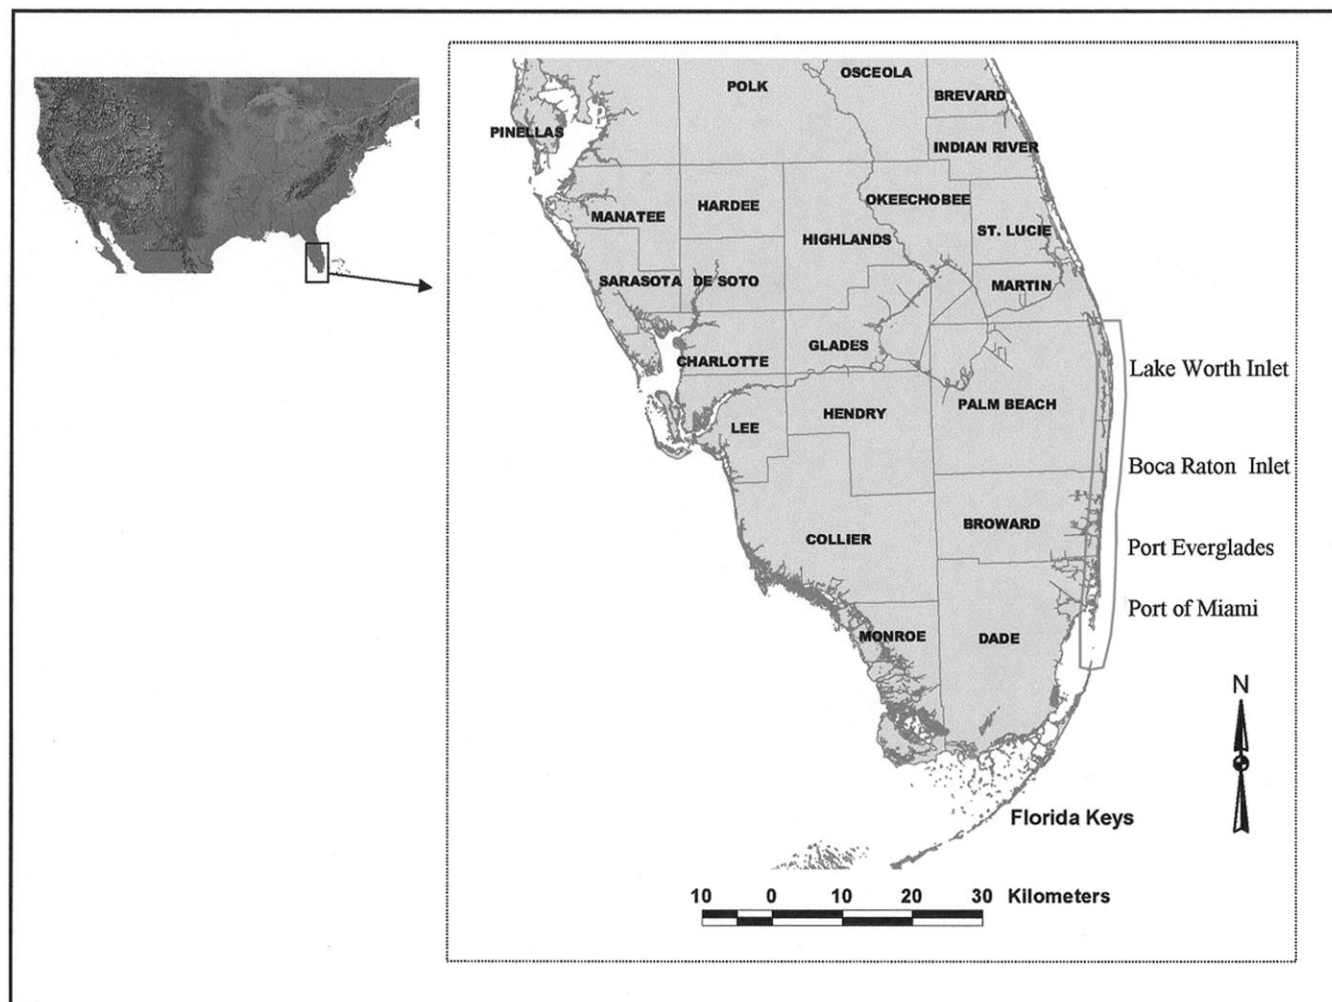 OSCEOLA
POLK
BREVARD
PINELLAS
INDIAN RIVER
OKEECHOBEE
HARDEE
MANATEE
ST. LUCIE
HIGHLANDS
SARASOTA DE SOTO
MARTIN
GLADES
CHARLOTTE
Lake Worth Inlet
PALM BEACH
HENDRY
LEE
Boca Raton Inlet
BROWARD
COLLIER
Port Everglades
Port of Miami
MONROE
DADE
N
Florida Keys
10 0 10 20 30 Kilometers